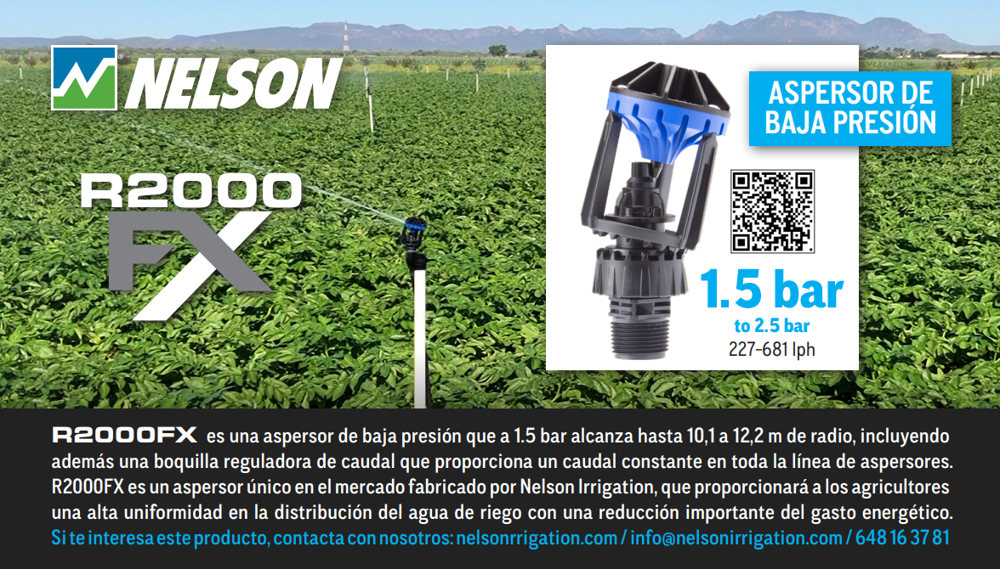 NELSON
R2000
FX
ASPERSOR DE
BAJA PRESIÓN
1.5 bar
to 2.5 bar
227-681 lph
R2000FX es una aspersor de baja presión que a 1.5 bar alcanza hasta 10,1 a 12,2 m de radio, incluyendo
además una boquilla reguladora de caudal que proporciona un caudal constante en toda la línea de aspersores.
R2000FX es un aspersor único en el mercado fabricado por Nelson Irrigation, que proporcionará a los agricultores
una alta uniformidad en la distribución del agua de riego con una reducción importante del gasto energético.
Si te interesa este producto, contacta con nosotros: nelsonrrigation.com / info@nelsonirrigation.com / 648 16 37 81